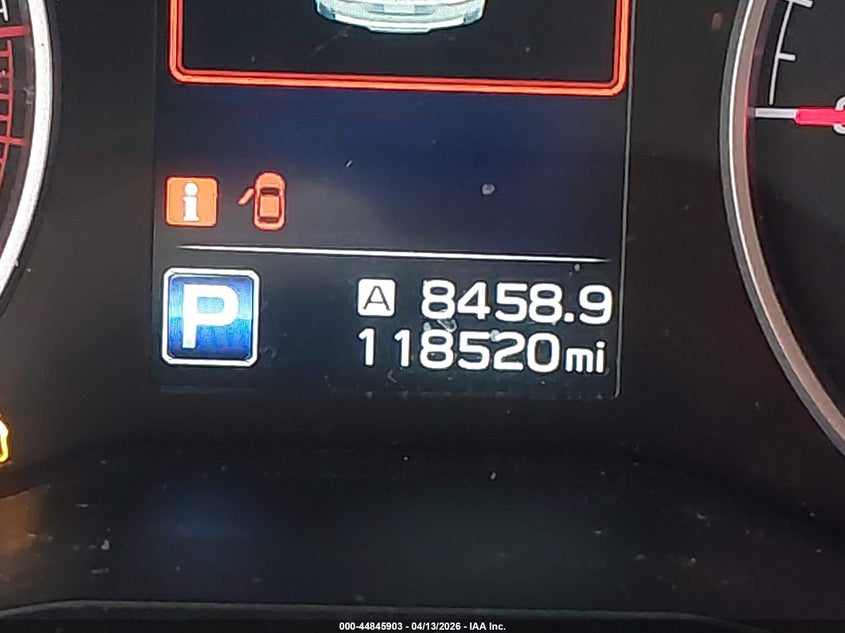 i
P
A 8458.9
118520mi
000-44845903 - 04/13/2026 - IAA Inc.